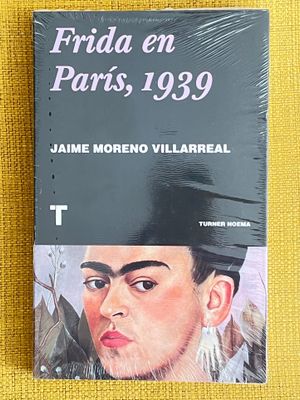 Frida en
París, 1939
JAIME MORENO VILLARREAL
T
TURNER NOEMA